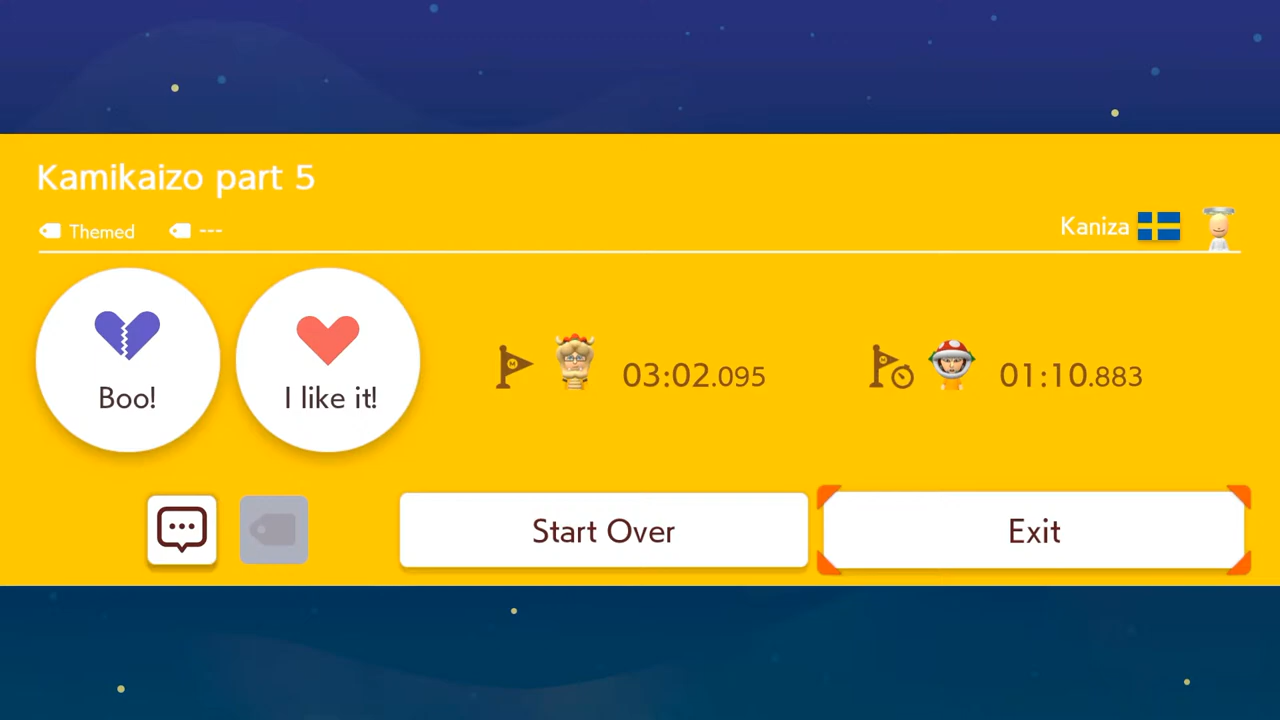 Kamikaizo part 5
Themed ---
Kaniza
03:02.095
01:10.883
Boo!
I like it!
Start Over
Exit